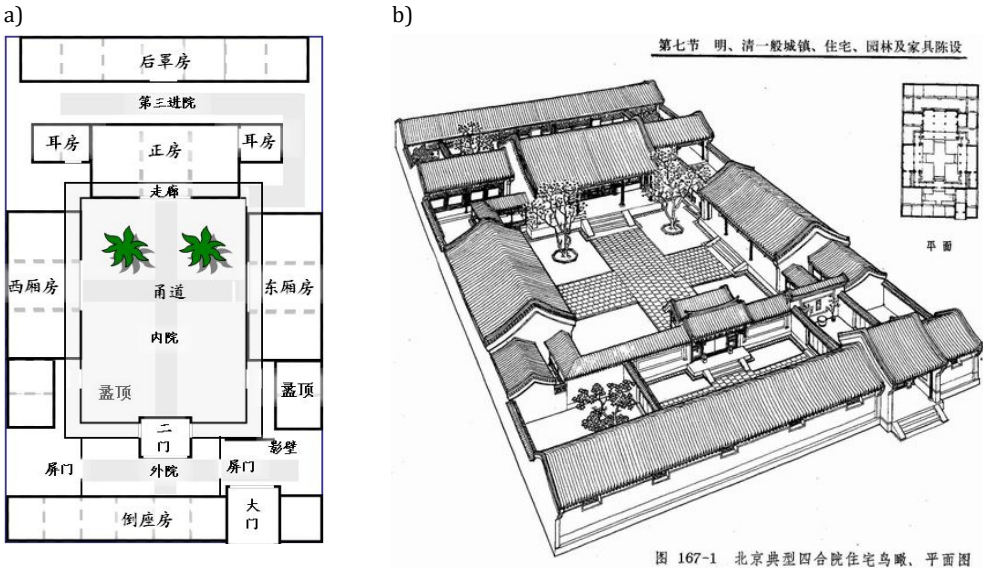 a)
后罩房
第三进院
耳房
正房
耳房
走廊
西厢房
甬道
东厢房
内院
盝顶
盝顶
二门
影壁
屏门
外院
屏门
倒座房
大门
b)
第七节 明、清一般城镇、住宅、园林及家具陈设
平面
图 167-1 北京典型四合院住宅鸟瞰、平面图